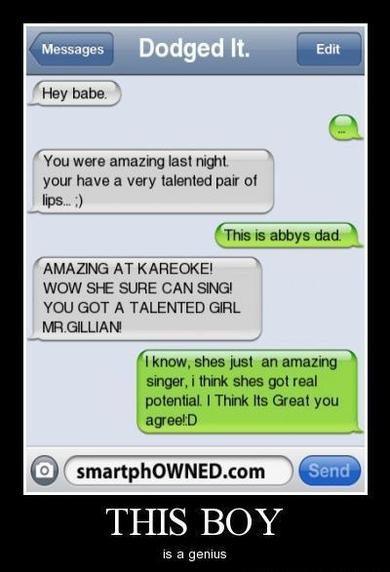 Messages
Dodged It.
Edit
Hey babe.
...
You were amazing last night.
your have a very talented pair of
lips... ;)
This is abbys dad.
AMAZING AT KAREOKE!
WOW SHE SURE CAN SING!
YOU GOT A TALENTED GIRL
MR.GILLIAN!
I know, shes just an amazing
singer, i think shes got real
potential. I Think Its Great you
agree!:D
smartphOWNED.com
Send
THIS BOY
is a genius